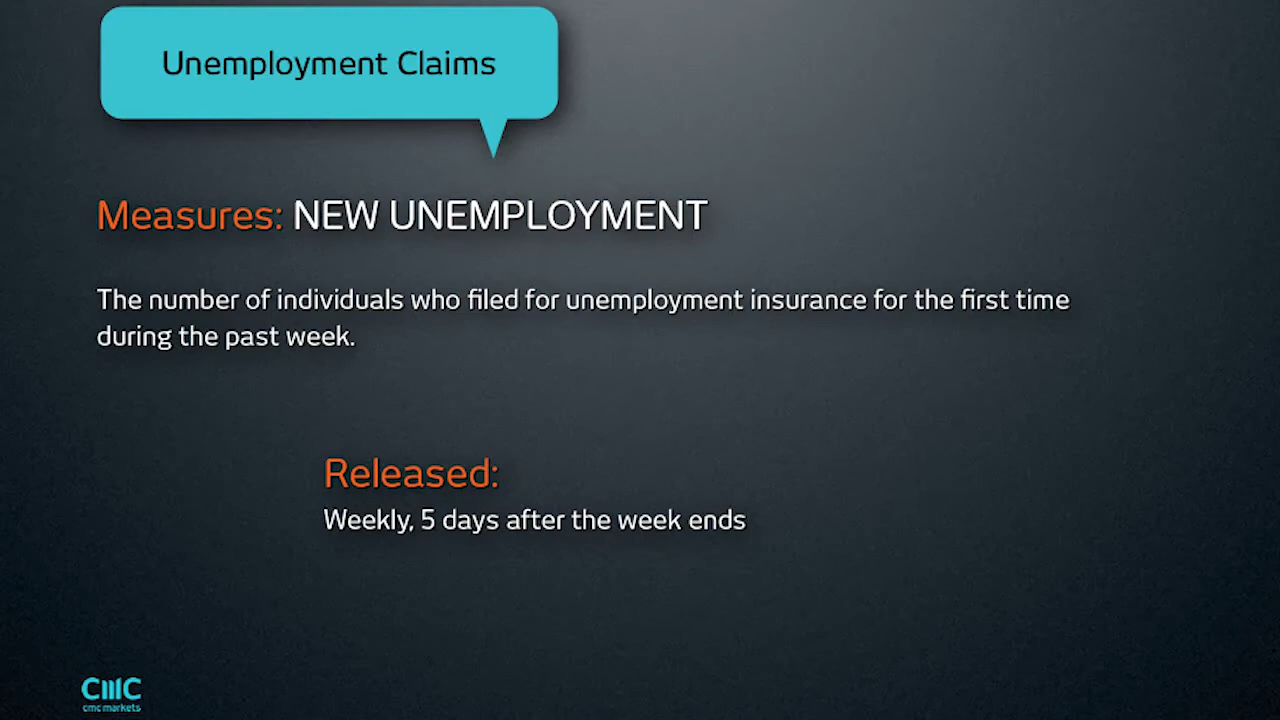 Unemployment Claims
Measures: NEW UNEMPLOYMENT
The number of individuals who filed for unemployment insurance for the first time
during the past week.
Released:
Weekly, 5 days after the week ends
CMC
cmc markets